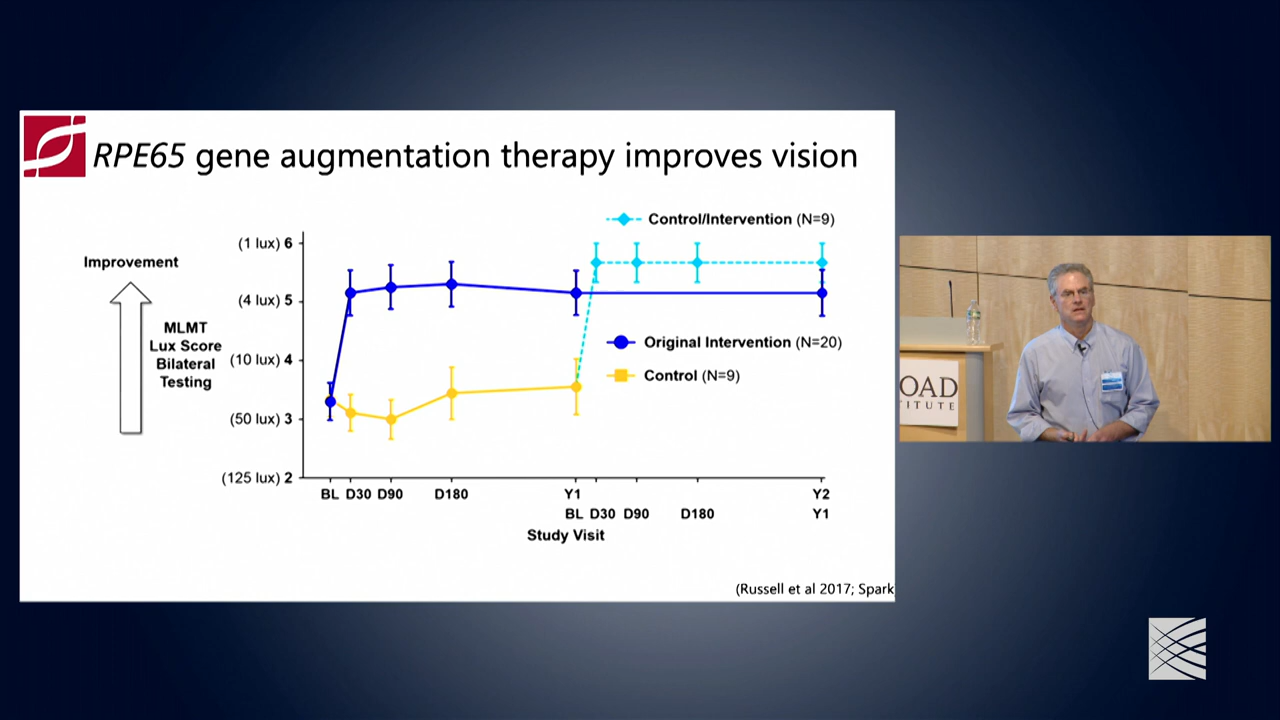 RPE65 gene augmentation therapy improves vision
Control/Intervention (N=9)
Improvement
MLMT
Lux Score
Bilateral
Testing
(1 lux) 6
(4 lux) 5
(10 lux) 4
(50 lux) 3
(125 lux) 2
Original Intervention (N=20)
Control (N=9)
BL D30 D90 D180 Y1 Y2
BL D30 D90 D180 Y1
Study Visit
(Russell et al 2017; Spark
OAD
ITUTE